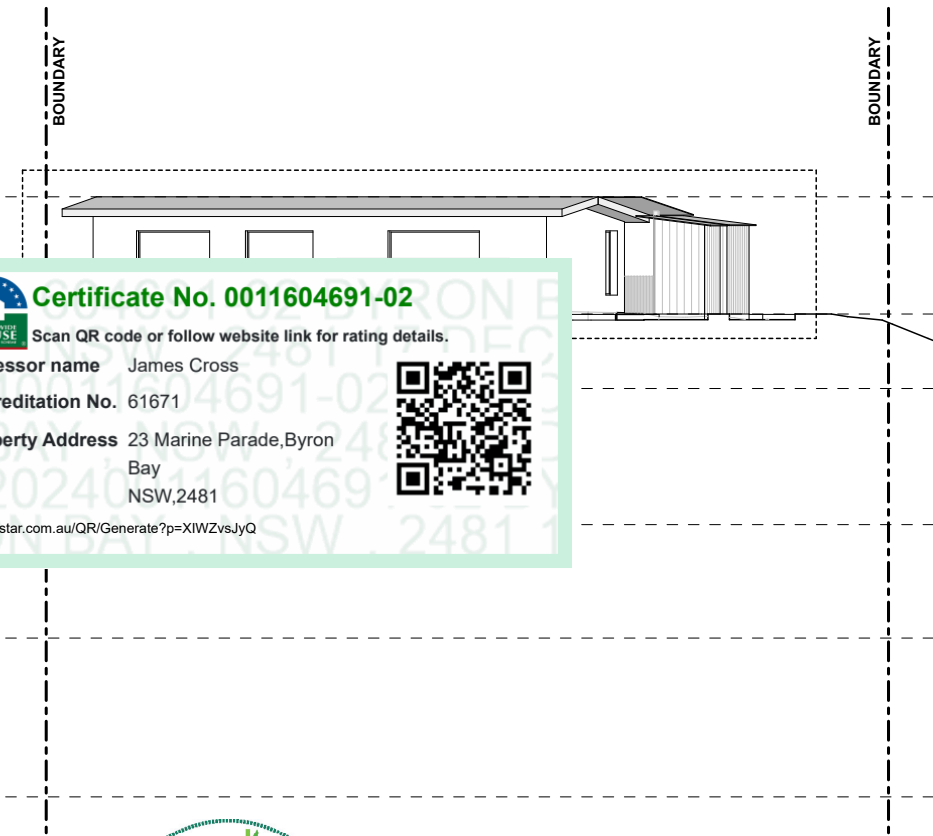 BOUNDARY
BOUNDARY
Certificate No. 0011604691-02
Scan QR code or follow website link for rating details.
essor name James Cross
reditation No. 61671
perty Address 23 Marine Parade,Byron
Bay
NSW,2481
star.com.au/QR/Generate?p=XIWZvsJyQ